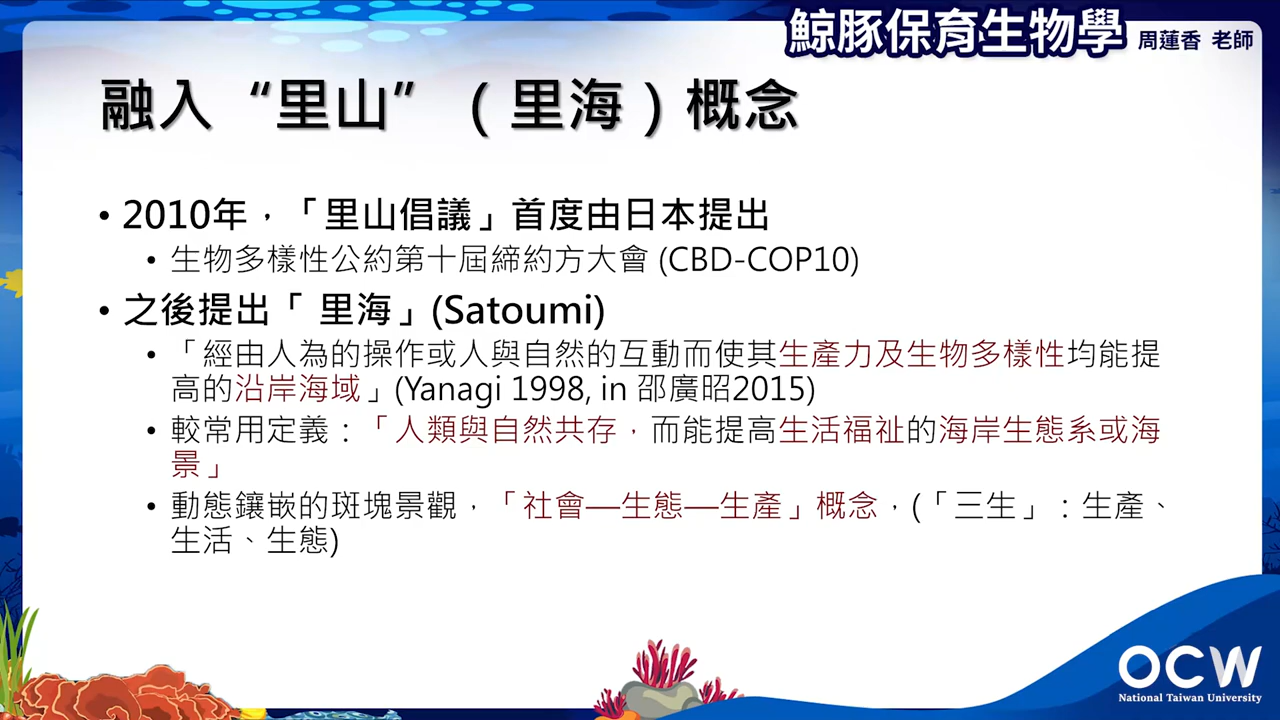 鯨豚保育生物學 周蓮香 老師
融入“里山”（里海）概念
• 2010年，「里山倡議」首度由日本提出
• 生物多樣性公約第十屆締約方大會 (CBD-COP10)
• 之後提出「 里海」(Satoumi)
• 「經由人為的操作或人與自然的互動而使其生產力及生物多樣性均能提
高的沿岸海域」(Yanagi 1998, in 邵廣昭2015)
• 較常用定義：「人類與自然共存，而能提高生活福祉的海岸生態系或海
景」
• 動態鑲嵌的斑塊景觀，「社會—生態—生產」概念，(「三生」：生產、
生活、生態)
OCW
National Taiwan University